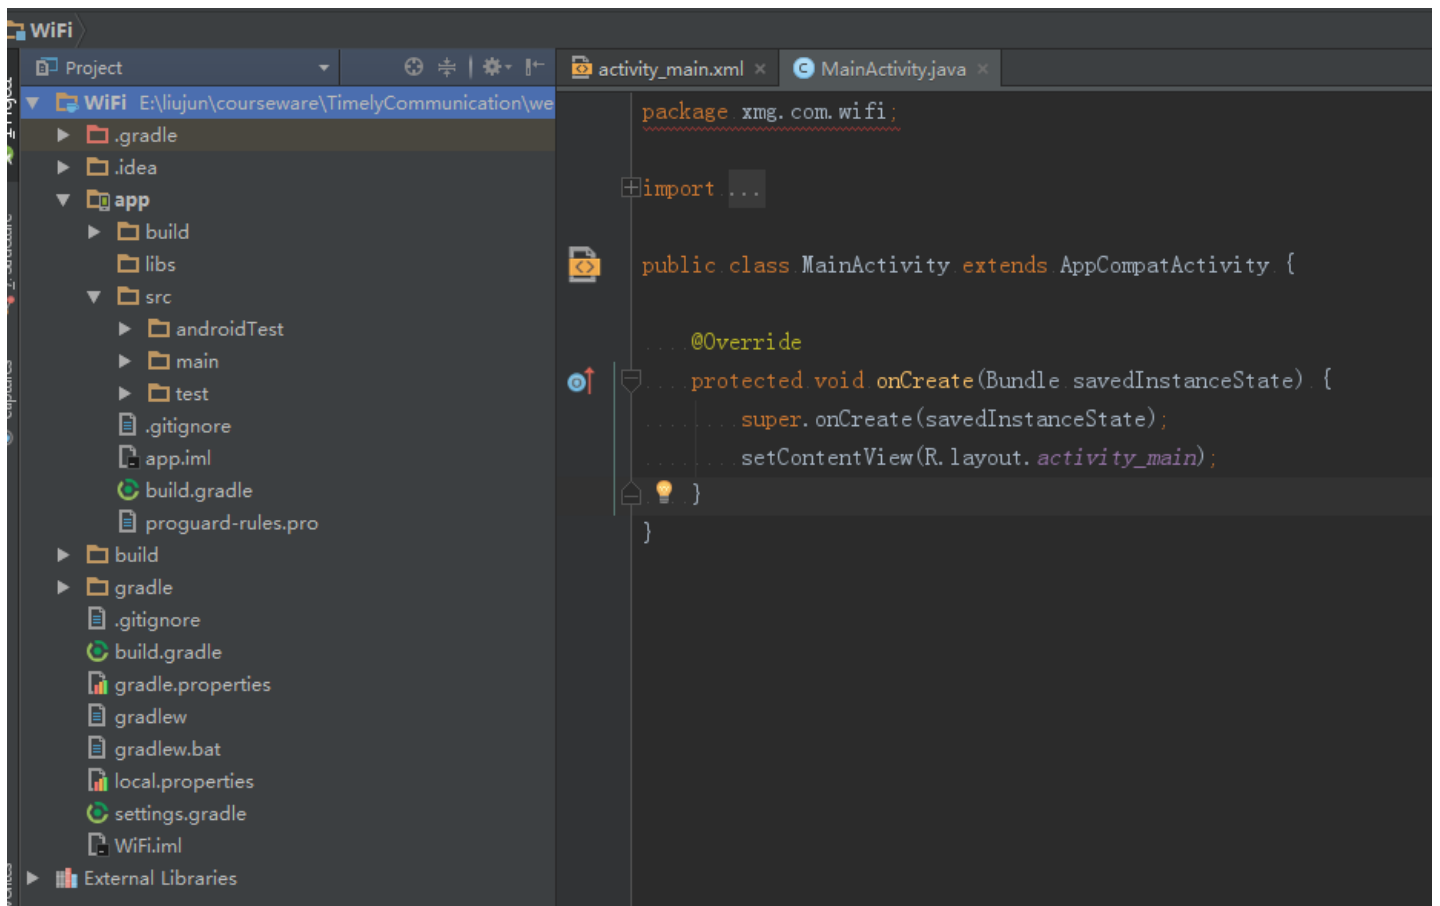 WiFi
Project
activity_main.xml
MainActivity.java
WiFi E:\liujun\courseware\TimelyCommunication\we
.gradle
.idea
app
build
libs
src
androidTest
main
test
.gitignore
app.iml
build.gradle
proguard-rules.pro
build
gradle
.gitignore
build.gradle
gradle.properties
gradlew
gradlew.bat
local.properties
settings.gradle
WiFi.iml
External Libraries
package xmg.com.wifi;
import ...
public class MainActivity extends AppCompatActivity {
@Override
protected void onCreate(Bundle savedInstanceState) {
super.onCreate(savedInstanceState);
setContentView(R.layout.activity_main);
}
}